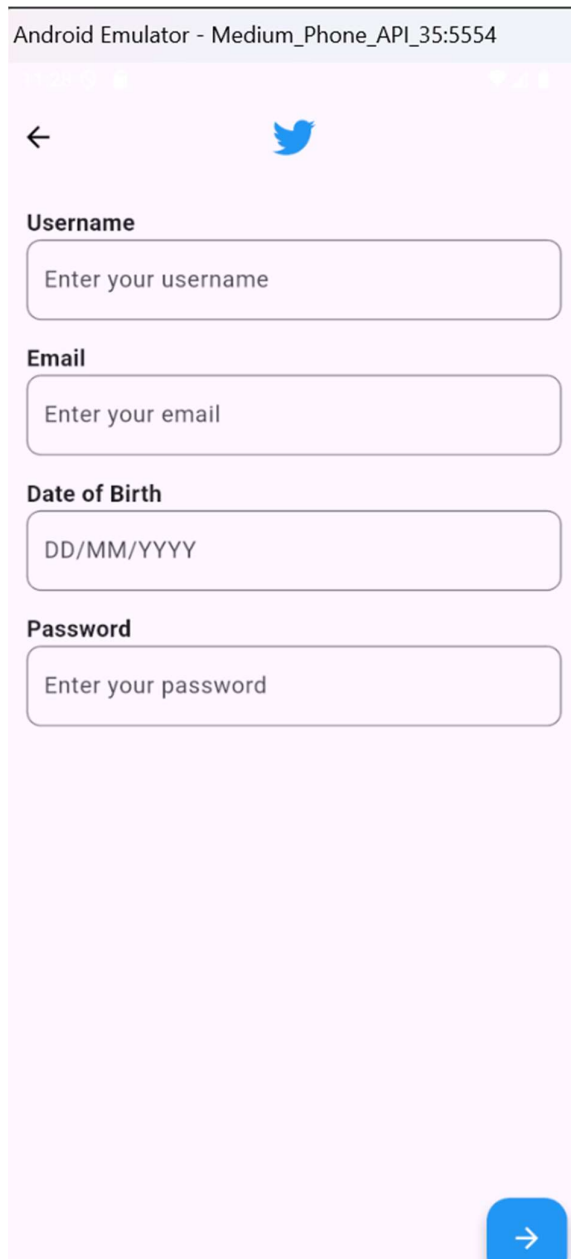 Android Emulator - Medium_Phone_API_35:5554
Username
Enter your username
Email
Enter your email
Date of Birth
DD/MM/YYYY
Password
Enter your password